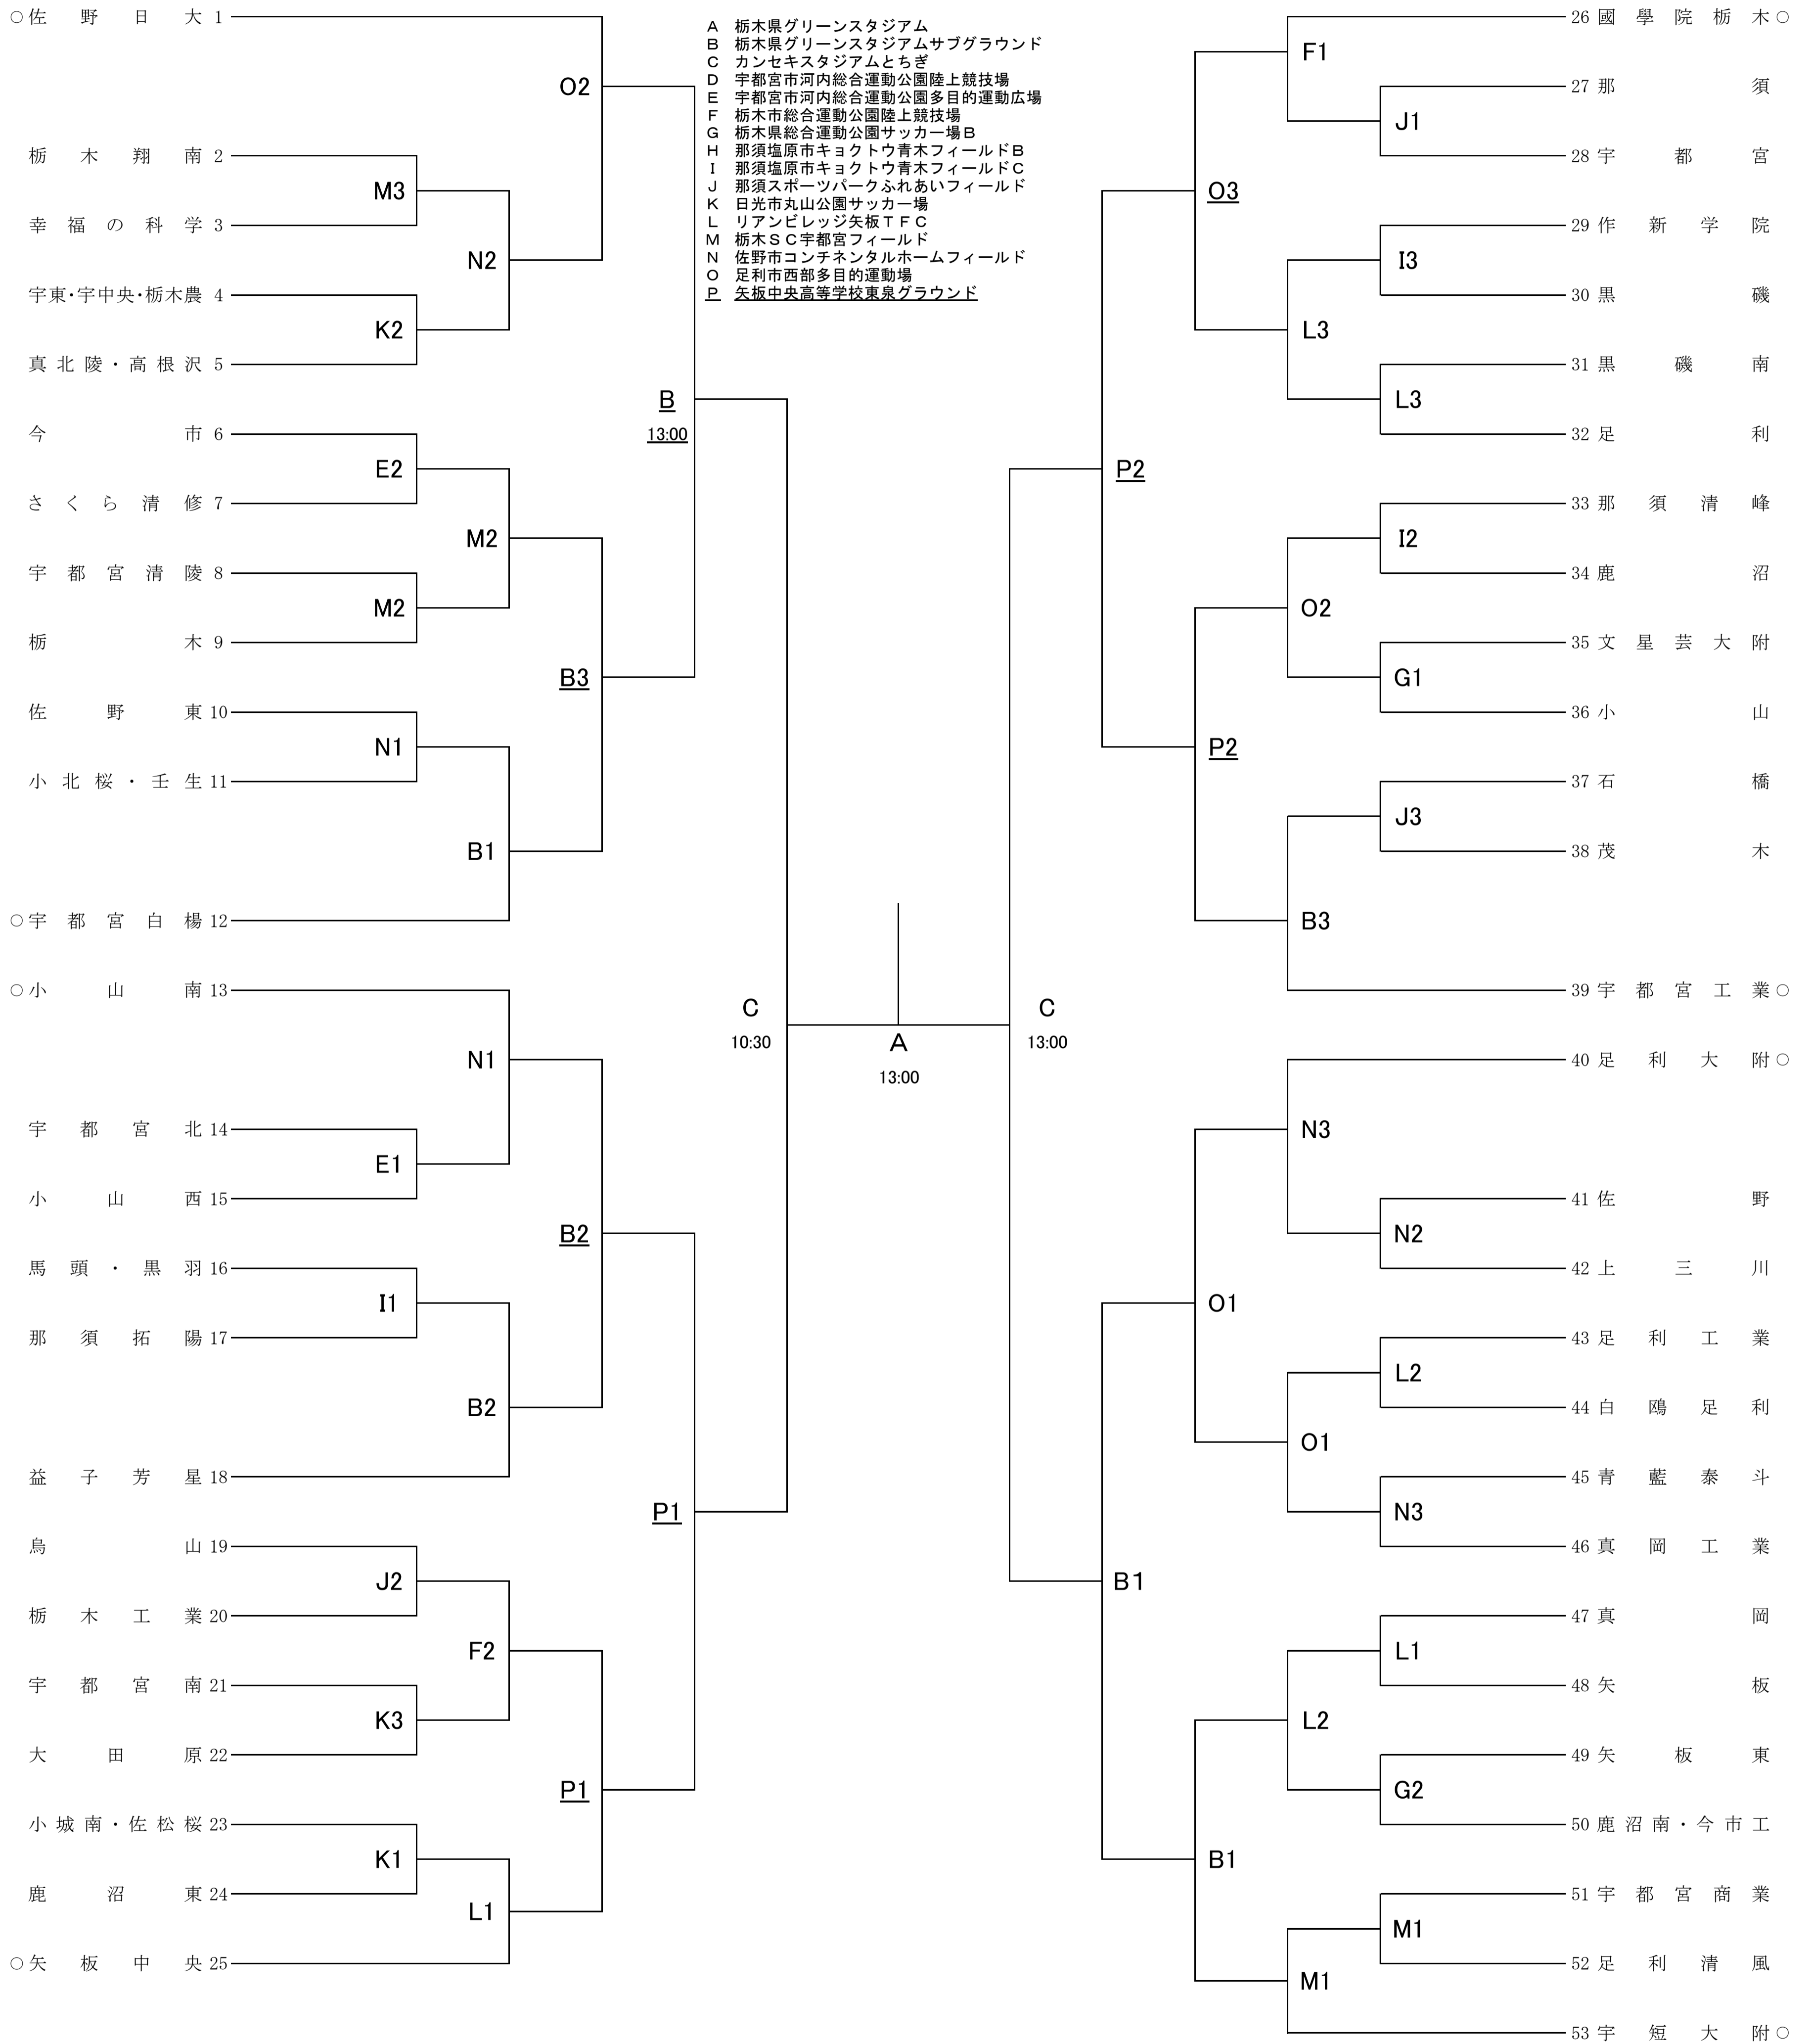 ○佐野日大 1
O2
栃木翔南 2
M3
幸福の科学 3
N2
宇東・宇中央・栃木農 4
K2
真北陵・高根沢 5
B
13:00
今市 6
E2
さくら清修 7
M2
宇都宮清陵 8
M2
栃木 9
B3
佐野東 10
N1
小北桜・壬生 11
B1
○宇都宮白楊 12
○小山南 13
N1
宇都宮北 14
E1
小山西 15
B2
馬頭・黒羽 16
I1
那須拓陽 17
B2
益子芳星 18
P1
烏山 19
J2
栃木工業 20
F2
宇都宮南 21
K3
大田原 22
P1
小城南・佐松桜 23
K1
鹿沼東 24
L1
○矢板中央 25
A 栃木県グリーンスタジアム
B 栃木県グリーンスタジアムサブグラウンド
C カンセキスタジアムとちぎ
D 宇都宮市河内総合運動公園陸上競技場
E 宇都宮市河内総合運動公園多目的運動広場
F 栃木市総合運動公園陸上競技場
G 栃木県総合運動公園サッカー場B
H 那須塩原市キョクトウ青木フィールドB
I 那須塩原市キョクトウ青木フィールドC
J 那須スポーツパークふれあいフィールド
K 日光市丸山公園サッカー場
L リアンビレッジ矢板TFC
M 栃木SC宇都宮フィールド
N 佐野市コンチネンタルホームフィールド
O 足利市西部多目的運動場
P 矢板中央高等学校東泉グラウンド
C
10:30
A
13:00
C
13:00
26 國學院栃木○
F1
27 那須
J1
28 宇都宮
O3
29 作新学院
I3
30 黒磯
L3
31 黒磯南
L3
32 足利
P2
33 那須清峰
I2
34 鹿沼
O2
35 文星芸大附
G1
36 小山
P2
37 石橋
J3
38 茂木
B3
39 宇都宮工業○
40 足利大附○
N3
41 佐野
N2
42 上三川
O1
43 足利工業
L2
44 白鴎足利
O1
45 青藍泰斗
N3
46 真岡工業
B1
47 真岡
L1
48 矢板
L2
49 矢板東
G2
50 鹿沼南・今市工
B1
51 宇都宮商業
M1
52 足利清風
M1
53 宇短大附○